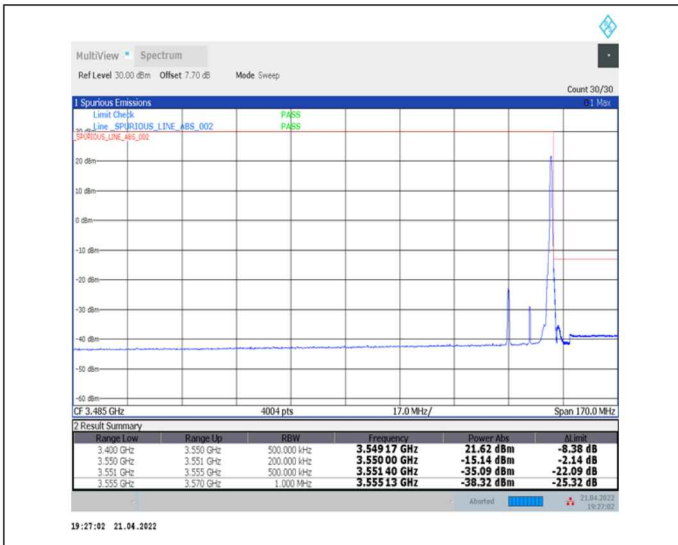 MultiView Spectrum
Ref Level 30.00 dBm Offset 7.70 dB Mode Sweep
Count 30/30
1 Spurious Emissions 1 Max
Limit Check PASS
Line _SPURIOUS_LINE_ABS_002 PASS
_SPURIOUS_LINE_ABS_002
20 dBm
10 dBm
0 dBm
-10 dBm
-20 dBm
-30 dBm
-40 dBm
-50 dBm
-60 dBm
CF 3.485 GHz 4004 pts 17.0 MHz/ Span 170.0 MHz
2 Result Summary
Range Low Range Up RBW Frequency Power Abs ΔLimit
3.400 GHz 3.550 GHz 500.000 kHz 3.549 17 GHz 21.62 dBm -8.38 dB
3.550 GHz 3.551 GHz 200.000 kHz 3.550 00 GHz -15.14 dBm -2.14 dB
3.551 GHz 3.555 GHz 500.000 kHz 3.551 40 GHz -35.09 dBm -22.09 dB
3.555 GHz 3.570 GHz 1.000 MHz 3.555 13 GHz -38.32 dBm -25.32 dB
Aborted 21.04.2022
19:27:02
19:27:02 21.04.2022